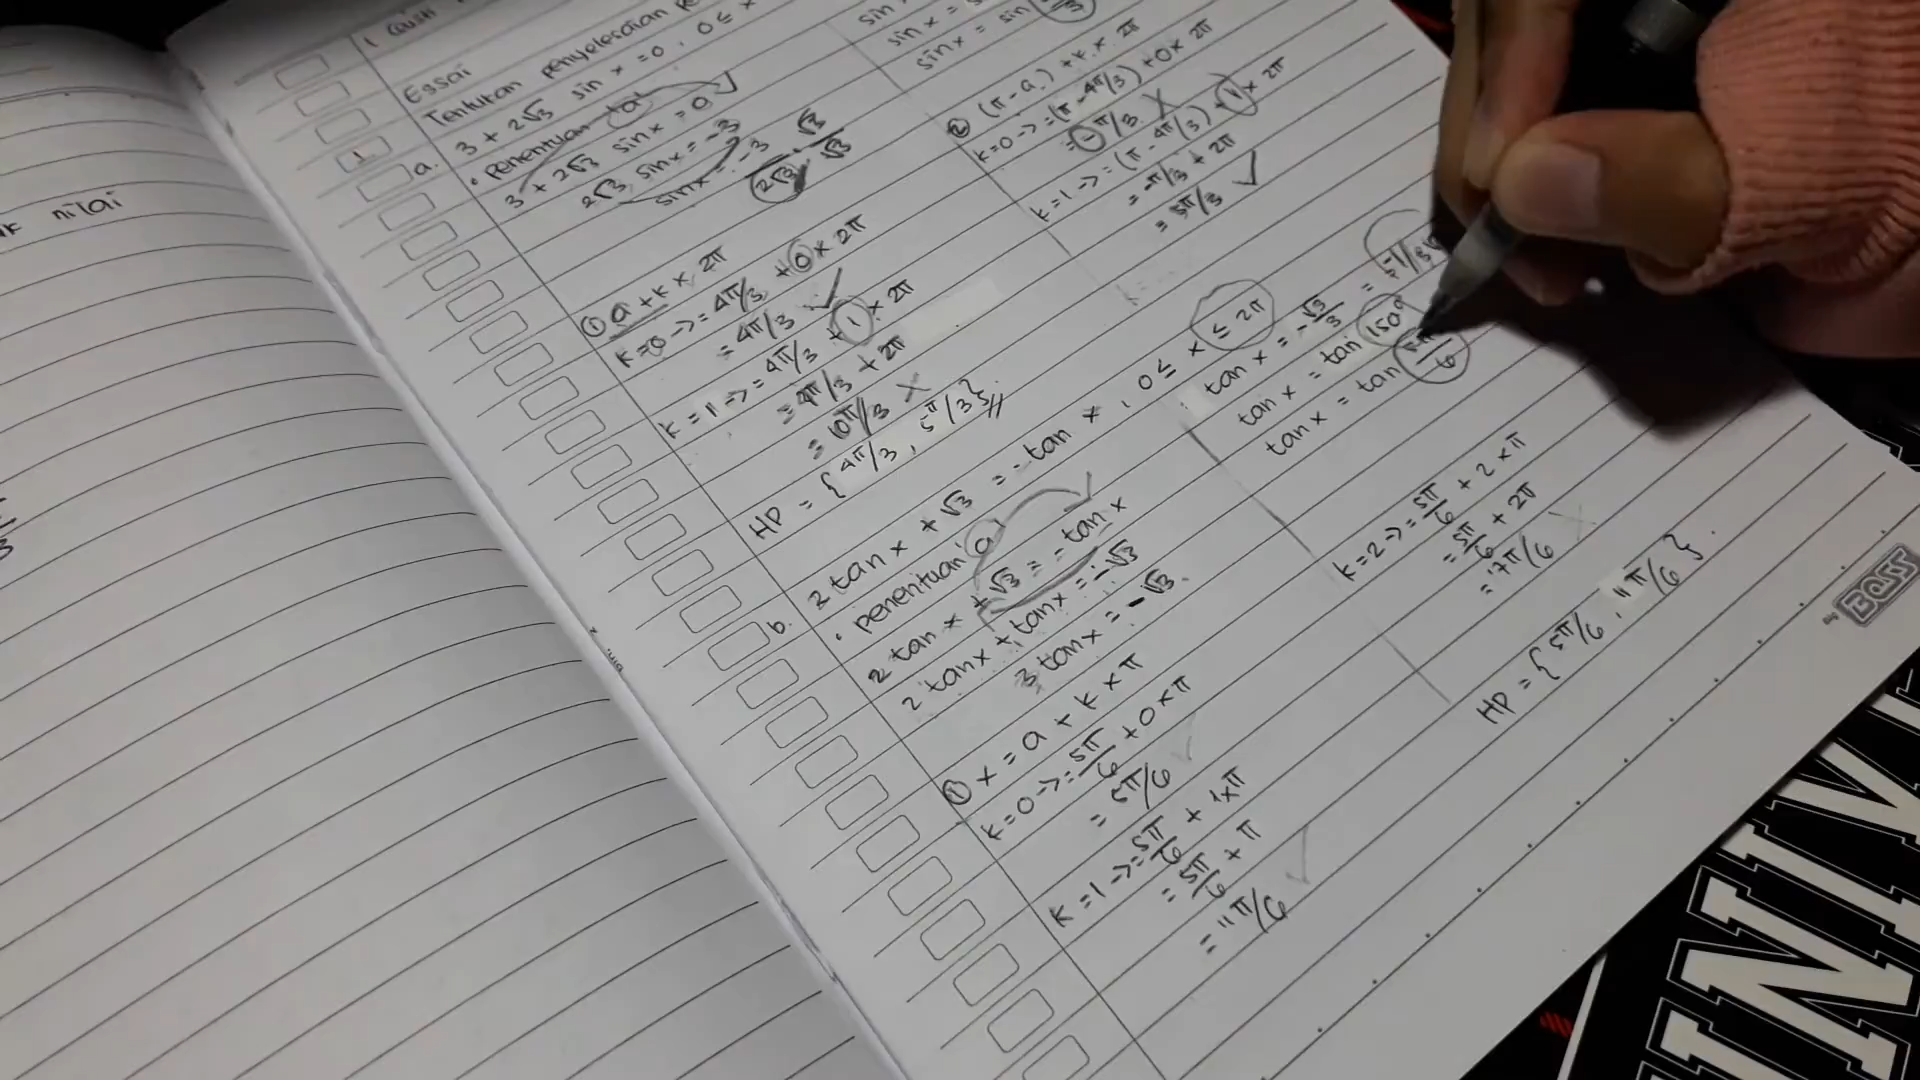 nilai
Essai
Tentukan penyelesaian
1
a. 3 + 2√3 sin x = 0, 0 ≤ x
• Penentuan
3 + 2√3 sin x = 0
2√3 sin x = -3
sin x = -3/2√3 · √3/√3
① a + k × 2π
k=0 -> = 4π/3 + 0 × 2π
= 4π/3 ✓
k=1 -> = 4π/3 + 1 × 2π
= 4π/3 + 2π
= 10π/3 ×
HP = { 4π/3, 5π/3 }//
sin x =
sin x = sin
② (π - a) + k × 2π
k=0 -> = (π - 4π/3) + 0 × 2π
= -π/3 ×
k=1 -> = (π - 4π/3) + 1 × 2π
= -π/3 + 2π
= 5π/3 ✓
b. 2 tan x + √3 = - tan x, 0 ≤ x ≤ 2π
• Penentuan a
2 tan x + √3 = - tan x
2 tan x + tan x = -√3
3 tan x = -√3
① x = a + k × π
k=0 -> = 5π/6 + 0 × π
= 5π/6 ✓
k=1 -> = 5π/6 + 1 × π
= 5π/6 + π
= 11π/6 ✓
tan x = -√3/3
tan x = tan 150°
tan x = tan 5π/6
k=2 -> = 5π/6 + 2 × π
= 5π/6 + 2π
= 17π/6 ×
HP = { 5π/6, 11π/6 }
By BOSS